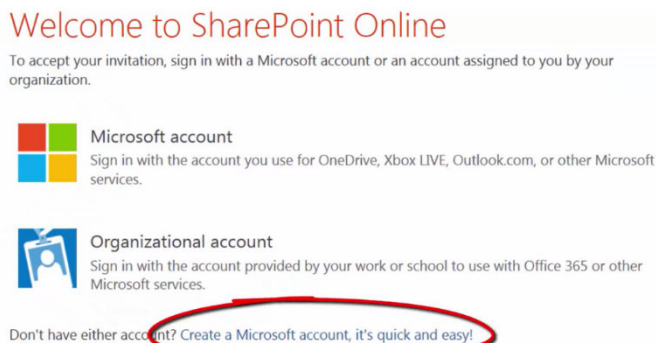 Welcome to SharePoint Online
To accept your invitation, sign in with a Microsoft account or an account assigned to you by your
organization.
Microsoft account
Sign in with the account you use for OneDrive, Xbox LIVE, Outlook.com, or other Microsoft
services.
Organizational account
Sign in with the account provided by your work or school to use with Office 365 or other
Microsoft services.
Don't have either account? Create a Microsoft account, it's quick and easy!